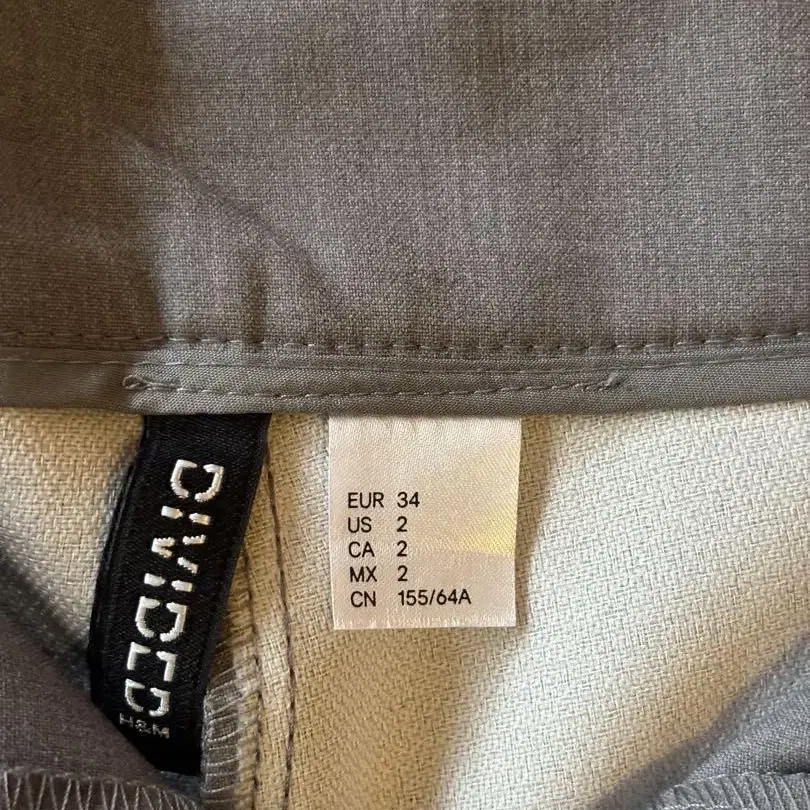 DIVIDED
H&M
EUR 34
US 2
CA 2
MX 2
CN 155/64A